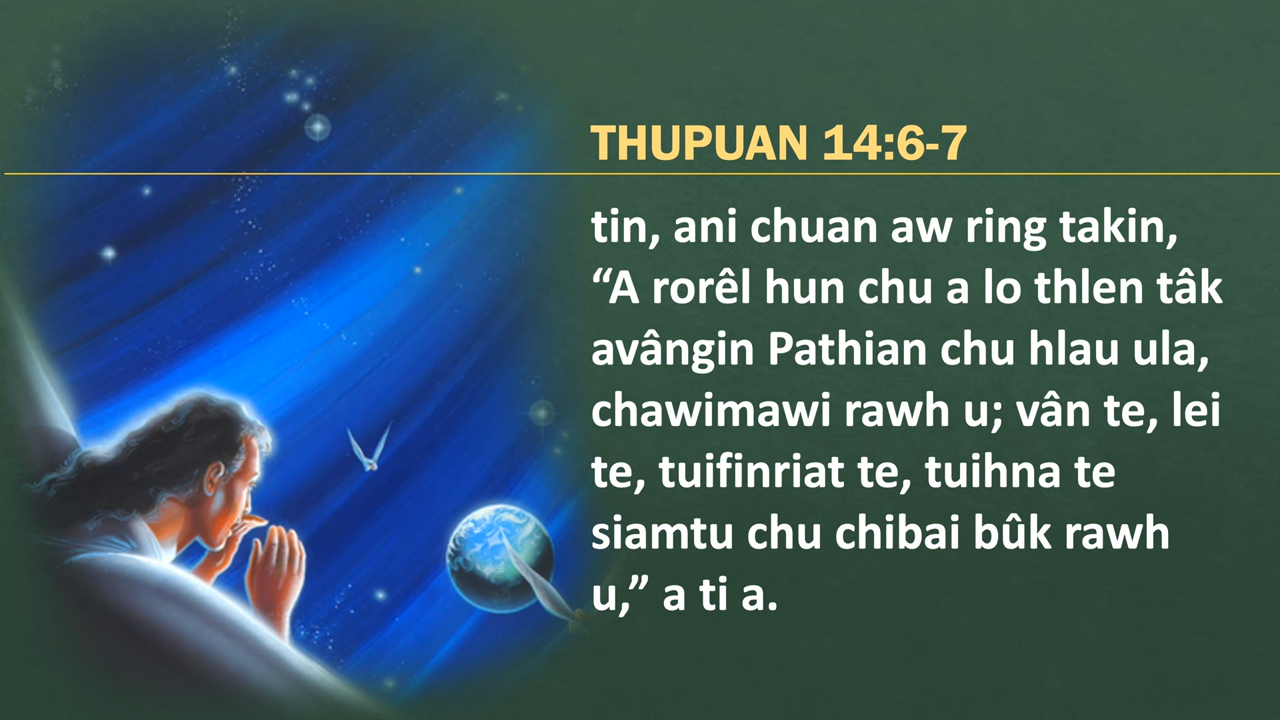 THUPUAN 14:6-7
tin, ani chuan aw ring takin,
“A rorêl hun chu a lo thlen tâk
avângin Pathian chu hlau ula,
chawimawi rawh u; vân te, lei
te, tuifinriat te, tuihna te
siamtu chu chibai bûk rawh
u,” a ti a.